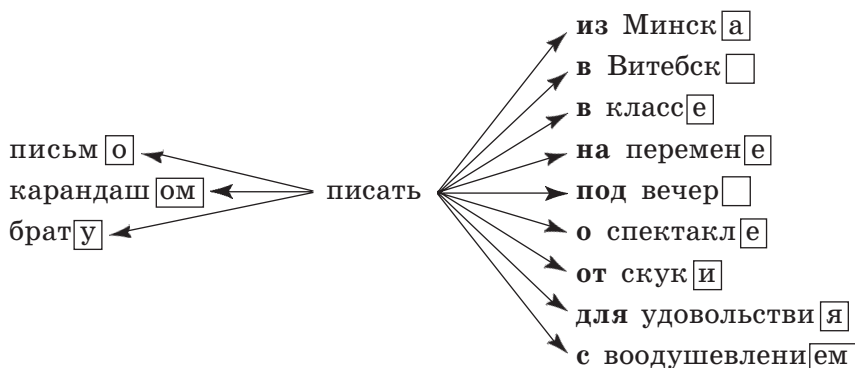 из Минска
в Витебск
в классе
письмо
на перемене
карандашом
писать
под вечер
брату
о спектакле
от скуки
для удовольствия
с воодушевлением